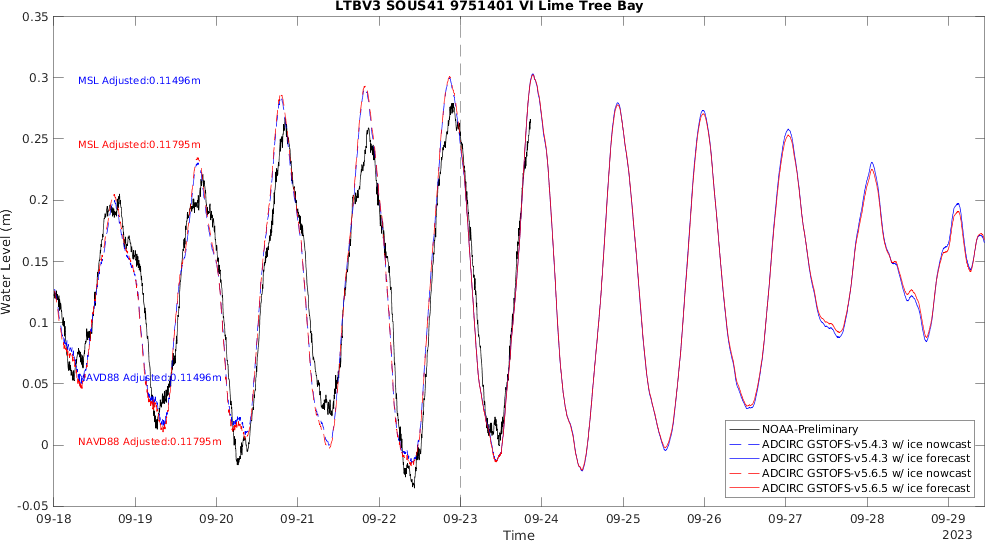 LTBV3 SOUS41 9751401 VI Lime Tree Bay
0.35
0.3
0.25
0.2
0.15
0.1
0.05
0
-0.05
Water Level (m)
MSL Adjusted:0.11496m
MSL Adjusted:0.11795m
NAVD88 Adjusted:0.11496m
NAVD88 Adjusted:0.11795m
NOAA-Preliminary
ADCIRC GSTOFS-v5.4.3 w/ ice nowcast
ADCIRC GSTOFS-v5.4.3 w/ ice forecast
ADCIRC GSTOFS-v5.6.5 w/ ice nowcast
ADCIRC GSTOFS-v5.6.5 w/ ice forecast
09-18 09-19 09-20 09-21 09-22 09-23 09-24 09-25 09-26 09-27 09-28 09-29
Time
2023